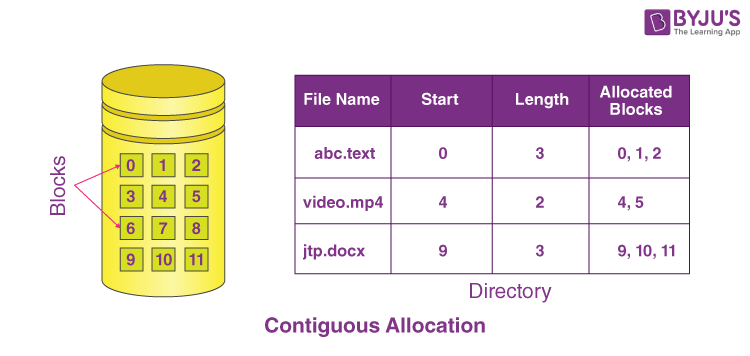 BYJU'S
The Learning App
Blocks
0 1 2
3 4 5
6 7 8
9 10 11
File Name Start Length Allocated Blocks
abc.text 0 3 0, 1, 2
video.mp4 4 2 4, 5
jtp.docx 9 3 9, 10, 11
Directory
Contiguous Allocation